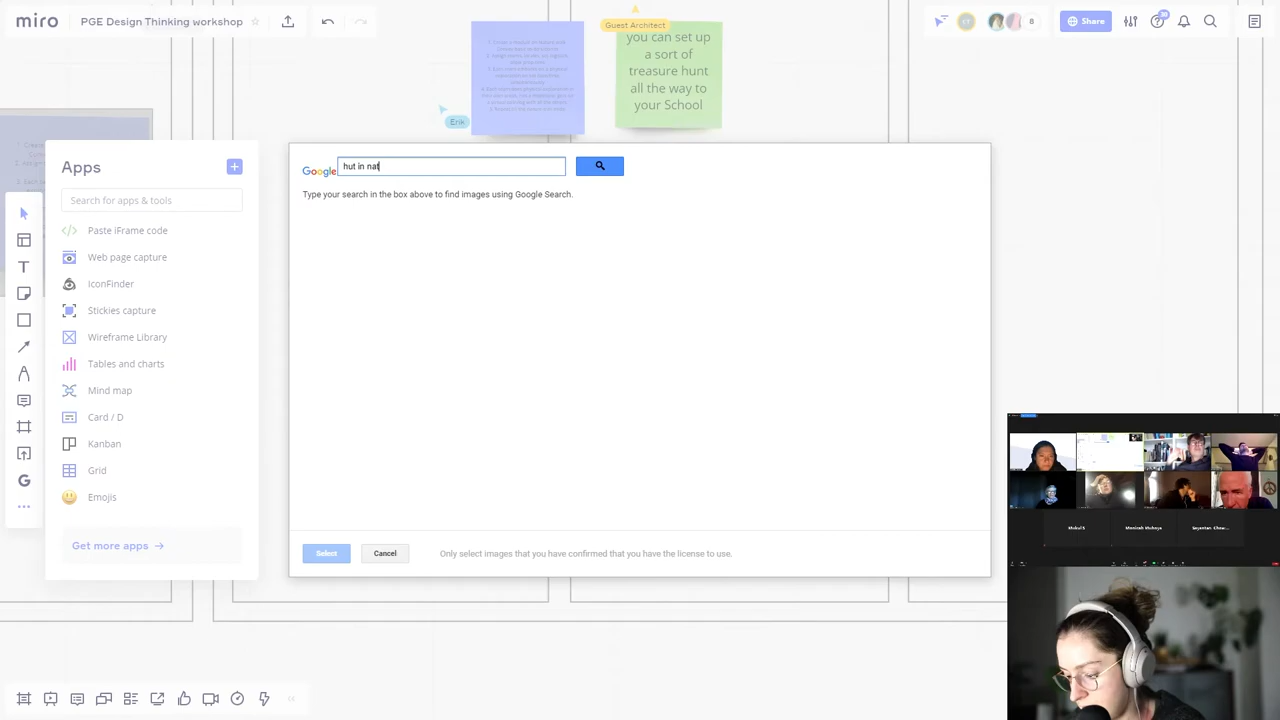 miro
PGE Design Thinking workshop
Guest Architect
8
30
Share
you can set up
a sort of
treasure hunt
all the way to
your School
Erik
Apps
Search for apps & tools
Paste iFrame code
Web page capture
IconFinder
Stickies capture
Wireframe Library
Tables and charts
Mind map
Card / D
Kanban
Grid
Emojis
Get more apps →
Google
hut in nat
Type your search in the box above to find images using Google Search.
Select
Cancel
Only select images that you have confirmed that you have the license to use.